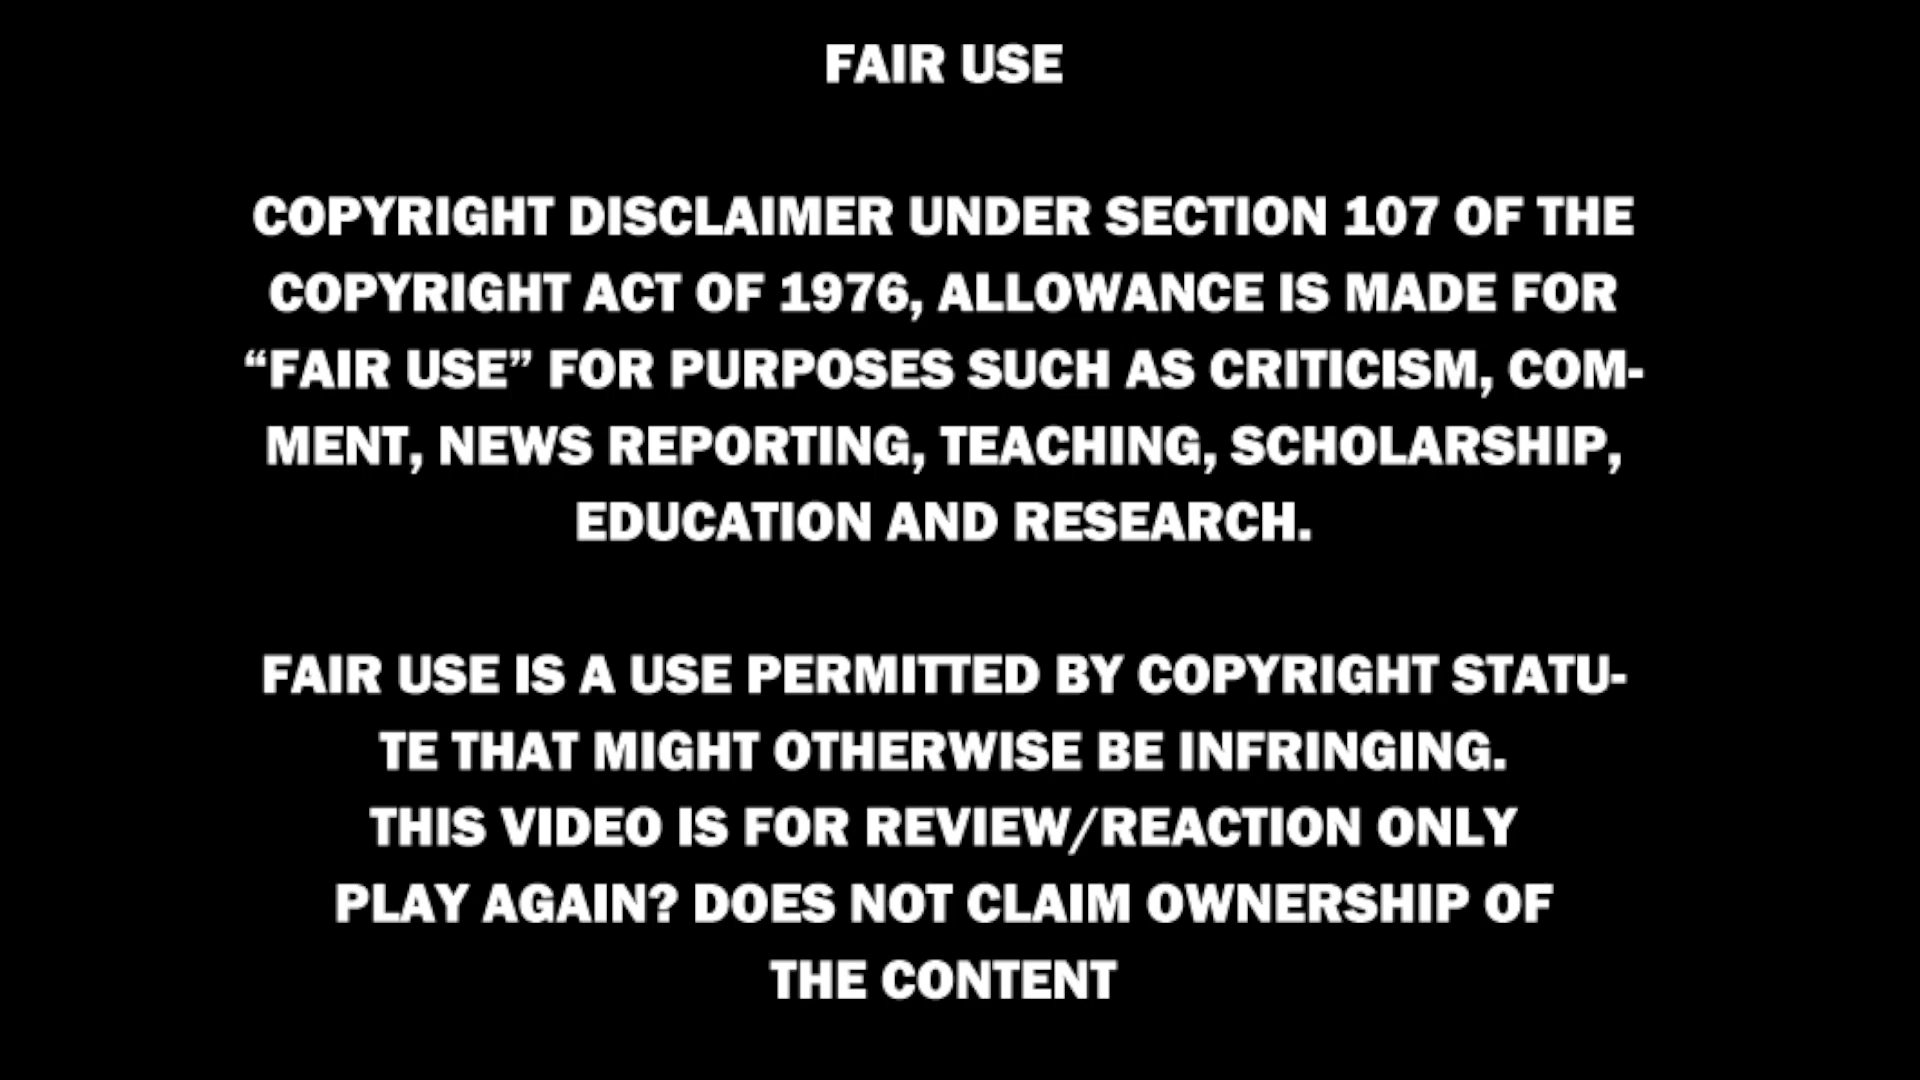 FAIR USE
COPYRIGHT DISCLAIMER UNDER SECTION 107 OF THE
COPYRIGHT ACT OF 1976, ALLOWANCE IS MADE FOR
“FAIR USE” FOR PURPOSES SUCH AS CRITICISM, COM-
MENT, NEWS REPORTING, TEACHING, SCHOLARSHIP,
EDUCATION AND RESEARCH.
FAIR USE IS A USE PERMITTED BY COPYRIGHT STATU-
TE THAT MIGHT OTHERWISE BE INFRINGING.
THIS VIDEO IS FOR REVIEW/REACTION ONLY
PLAY AGAIN? DOES NOT CLAIM OWNERSHIP OF
THE CONTENT